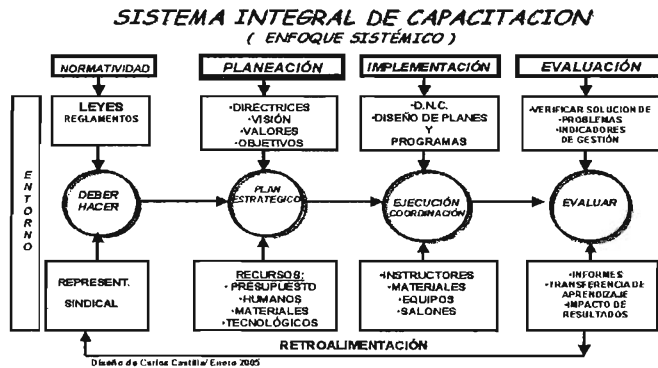 SISTEMA INTEGRAL DE CAPACITACION
( ENFOQUE SISTÉMICO )
NORMATIVIDAD
PLANEACIÓN
IMPLEMENTACIÓN
EVALUACIÓN
ENTORNO
LEYES
REGLAMENTOS
•DIRECTRICES
•VISIÓN
•VALORES
•OBJETIVOS
•D.N.C.
•DISEÑO DE PLANES
Y
PROGRAMAS
•VERIFICAR SOLUCION DE
•PROBLEMAS
•INDICADORES
DE GESTIÓN
DEBER
HACER
PLAN
ESTRATEGICO
EJECUCIÓN
COORDINACIÓN
EVALUAR
REPRESENT.
SINDICAL
RECURSOS:
•PRESUPUESTO
•HUMANOS
•MATERIALES
•TECNOLÓGICOS
•INSTRUCTORES
•MATERIALES
•EQUIPOS
•SALONES
•INFORMES
•TRANSFERENCIA DE
APRENDIZAJE
•IMPACTO DE
RESULTADOS
RETROALIMENTACIÓN
Diseño de Carlos Castilla/ Enero 2005